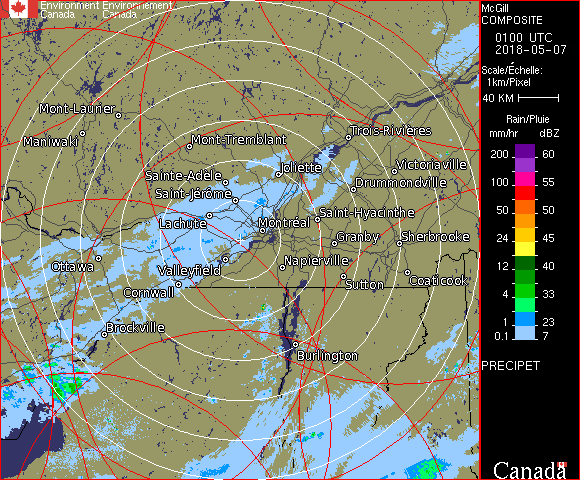 Environment Environnement
Canada Canada
McGill
COMPOSITE
0100 UTC
2018-05-07
Scale/Échelle:
1km/Pixel
40 KM
Rain/Pluie
mm/hr dBZ
200 60
100 55
50 50
24 45
12 40
4 33
1 23
0.1 7
PRECIPET
Canada
Mont-Laurier
Maniwaki
Mont-Tremblant
Trois-Rivières
Sainte-Adèle
Joliette
Victoriaville
Saint-Jérôme
Drummondville
Lachute
Montréal
Saint-Hyacinthe
Granby
Sherbrooke
Ottawa
Valleyfield
Napierville
Cornwall
Sutton
Coaticook
Brockville
Burlington